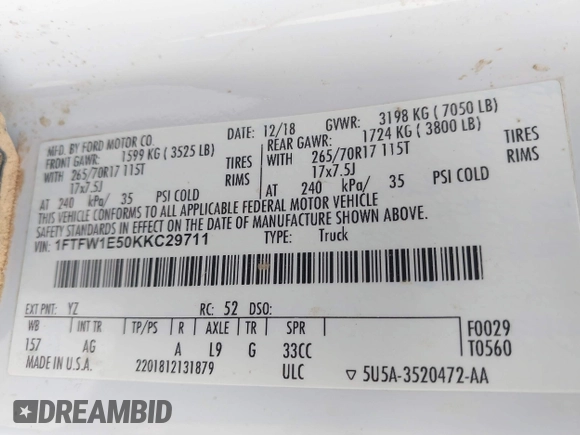 MFD. BY FORD MOTOR CO.
DATE: 12/18 GVWR: 3198 KG (7050 LB)
FRONT GAWR: 1599 KG (3525 LB)
REAR GAWR: 1724 KG (3800 LB)
WITH 265/70R17 115T TIRES
WITH 265/70R17 115T TIRES
17x7.5J RIMS
17x7.5J RIMS
AT 240 kPa/ 35 PSI COLD
AT 240 kPa/ 35 PSI COLD
THIS VEHICLE CONFORMS TO ALL APPLICABLE FEDERAL MOTOR VEHICLE
SAFETY STANDARDS IN EFFECT ON THE DATE OF MANUFACTURE SHOWN ABOVE.
VIN: 1FTFW1E50KKC29711 TYPE: Truck
EXT PNT: YZ RC: 52 DSO:
WB INT TR TP/PS R AXLE TR SPR F0029
157 AG A L9 G 33CC T0560
MADE IN U.S.A. 2201812131879 ULC ▽ 5U5A-3520472-AA
DREAMBID